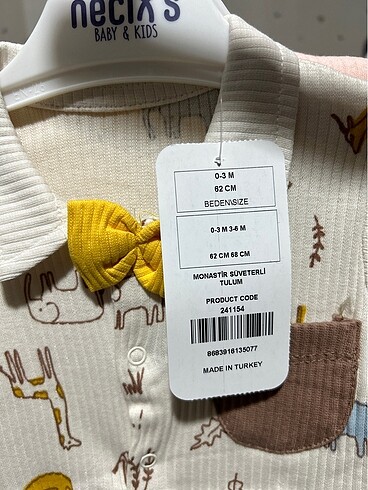 necix's
BABY & KIDS
0-3 M
62 CM
BEDEN\SIZE
0-3 M 3-6 M
62 CM 68 CM
MONASTİR SÜVETERLİ
TULUM
PRODUCT CODE
241154
8683916135077
MADE IN TURKEY